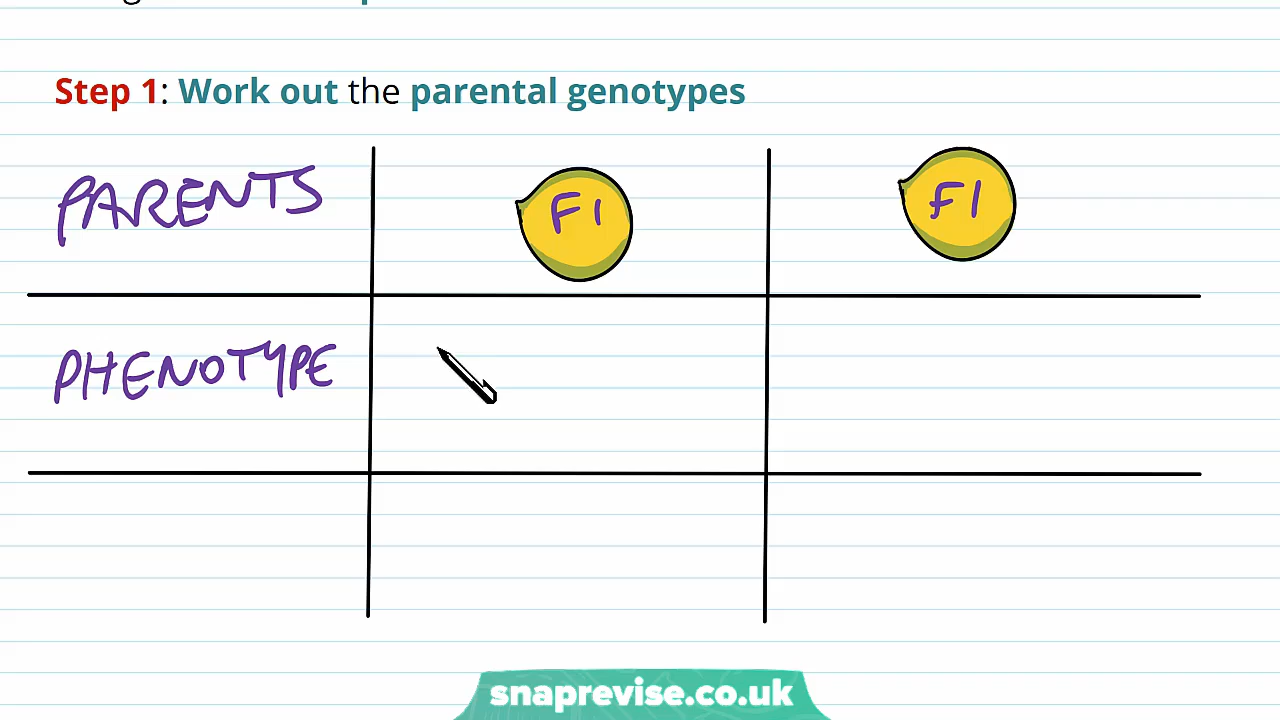 Step 1: Work out the parental genotypes
PARENTS F1 F1
PHENOTYPE
snaprevise.co.uk